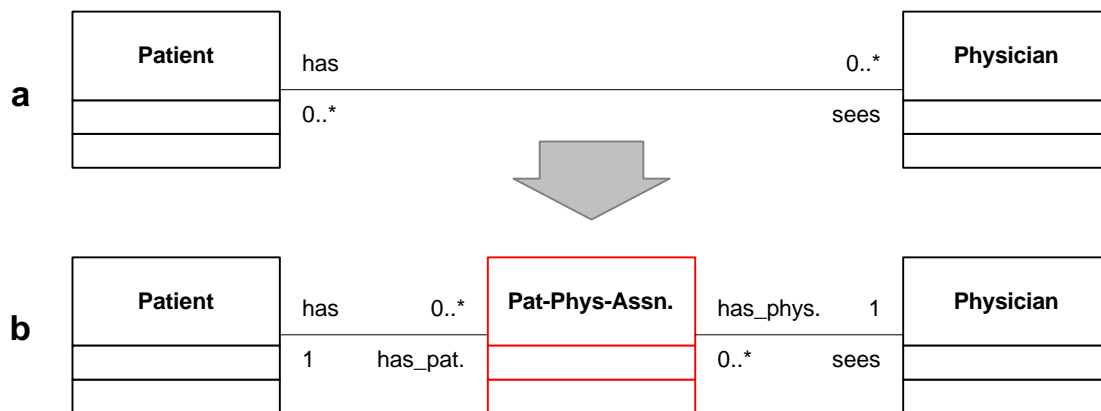 Patient
Physician
has
0..*
a
0..*
sees
Patient
Pat-Phys-Assn.
Physician
has
0..*
has_phys.
1
b
1
has_pat.
0..*
sees